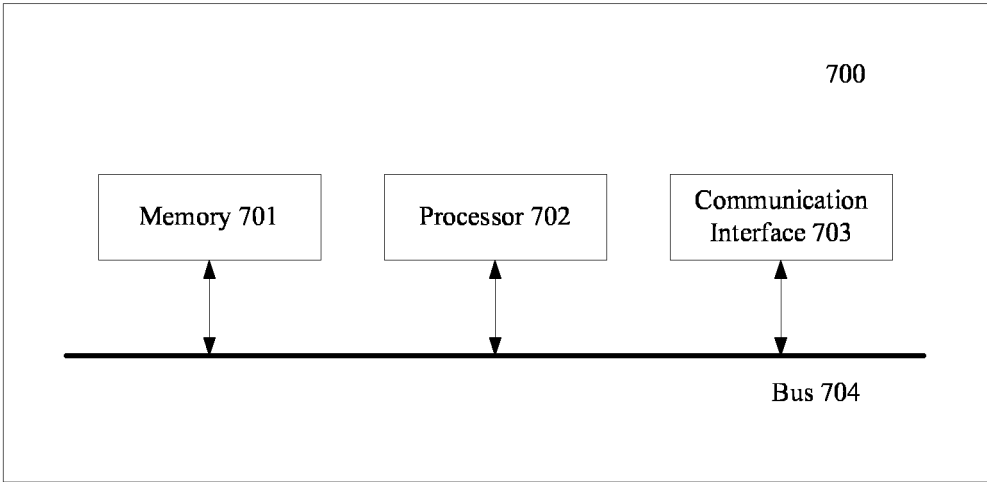 700
Memory 701
Processor 702
Communication
Interface 703
Bus 704